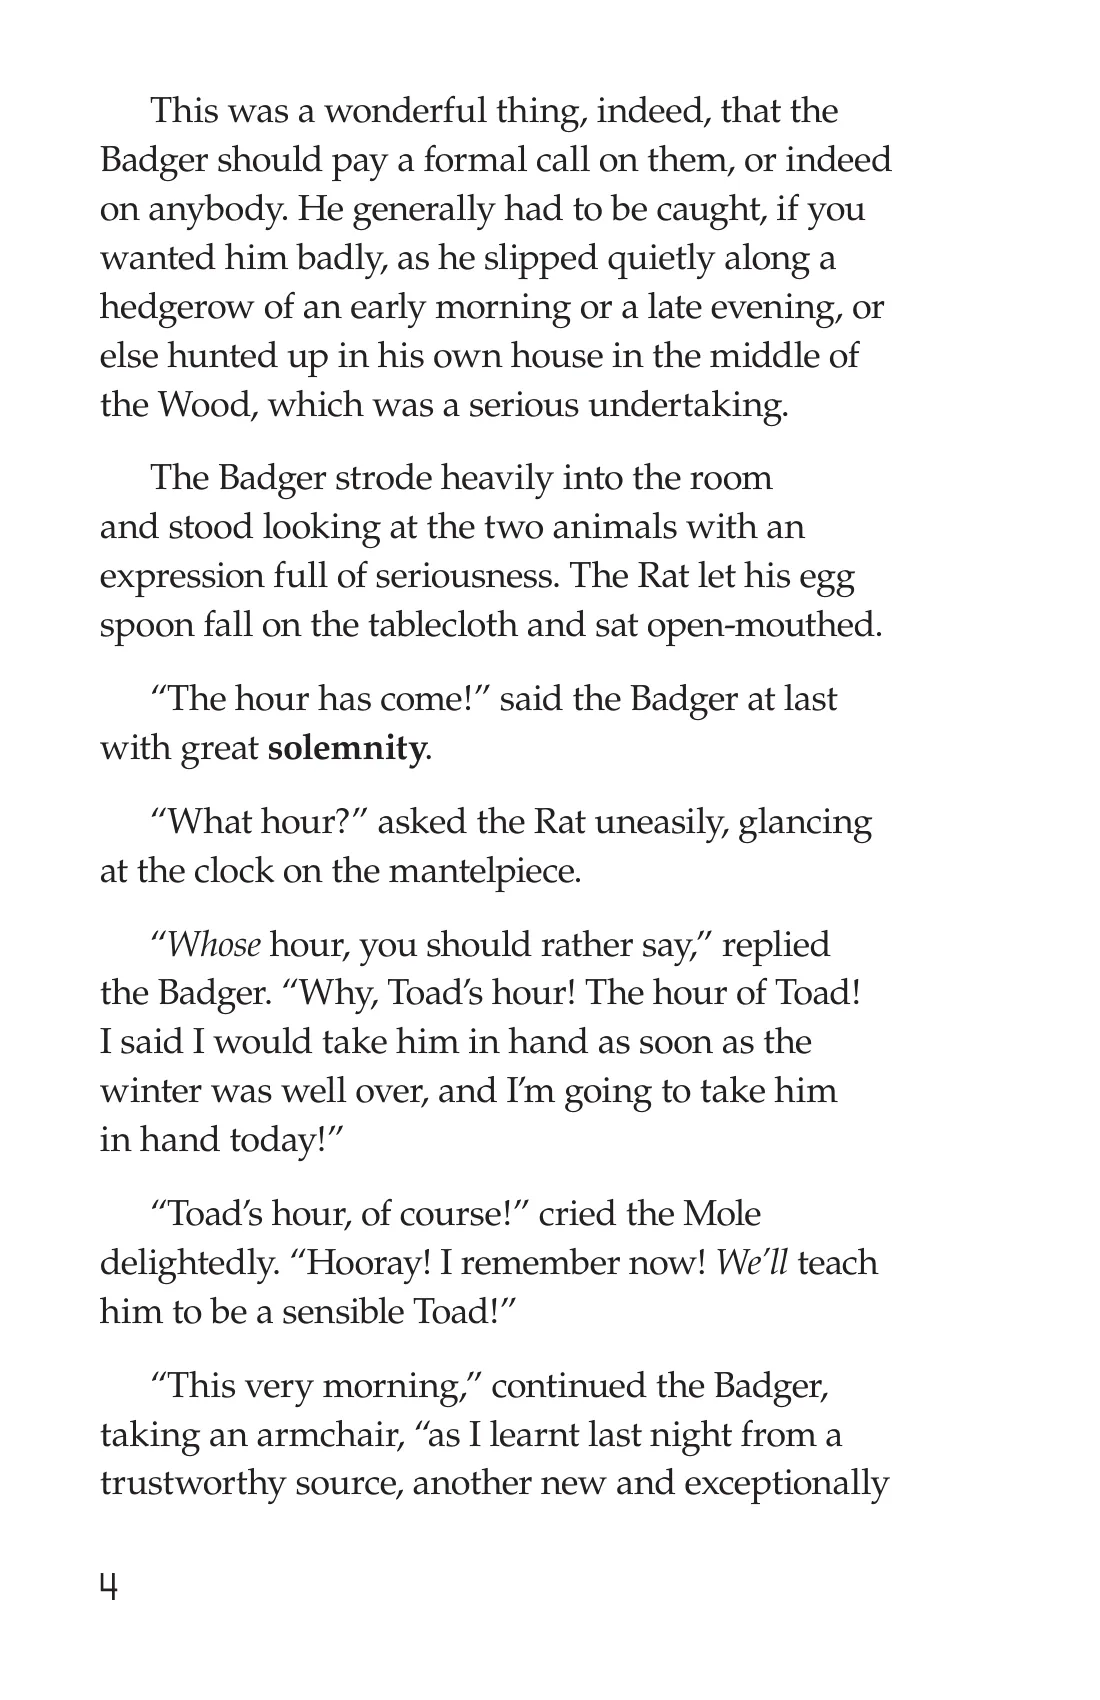 This was a wonderful thing, indeed, that the
Badger should pay a formal call on them, or indeed
on anybody. He generally had to be caught, if you
wanted him badly, as he slipped quietly along a
hedgerow of an early morning or a late evening, or
else hunted up in his own house in the middle of
the Wood, which was a serious undertaking.
The Badger strode heavily into the room
and stood looking at the two animals with an
expression full of seriousness. The Rat let his egg
spoon fall on the tablecloth and sat open-mouthed.
“The hour has come!” said the Badger at last
with great solemnity.
“What hour?” asked the Rat uneasily, glancing
at the clock on the mantelpiece.
“Whose hour, you should rather say,” replied
the Badger. “Why, Toad’s hour! The hour of Toad!
I said I would take him in hand as soon as the
winter was well over, and I’m going to take him
in hand today!”
“Toad’s hour, of course!” cried the Mole
delightedly. “Hooray! I remember now! We’ll teach
him to be a sensible Toad!”
“This very morning,” continued the Badger,
taking an armchair, “as I learnt last night from a
trustworthy source, another new and exceptionally
4